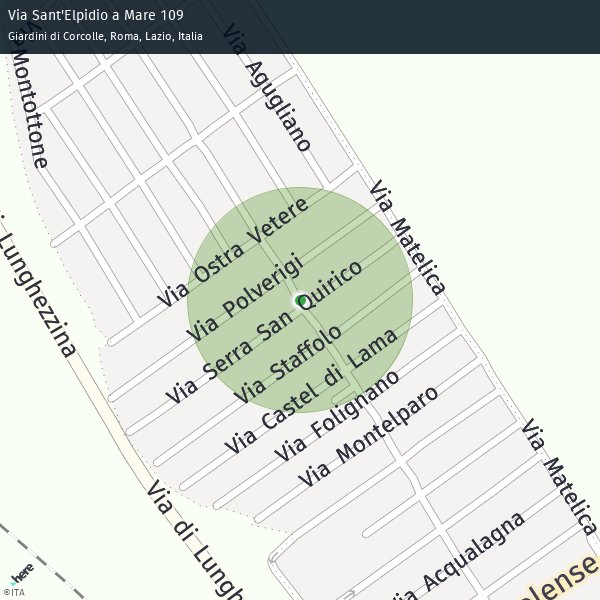 Via Sant'Elpidio a Mare 109
Giardini di Corcolle, Roma, Lazio, Italia
Montottone
Via Agugliano
Via Matelica
Via Ostra Vetere
Lunghezzina
Via Polverigi
Via Serra San Quirico
Via Staffolo
Via Castel di Lama
Via Folignano
Via Montelparo
Via Matelica
Via di Lungh
Via Acqualagna
olense
here
©ITA